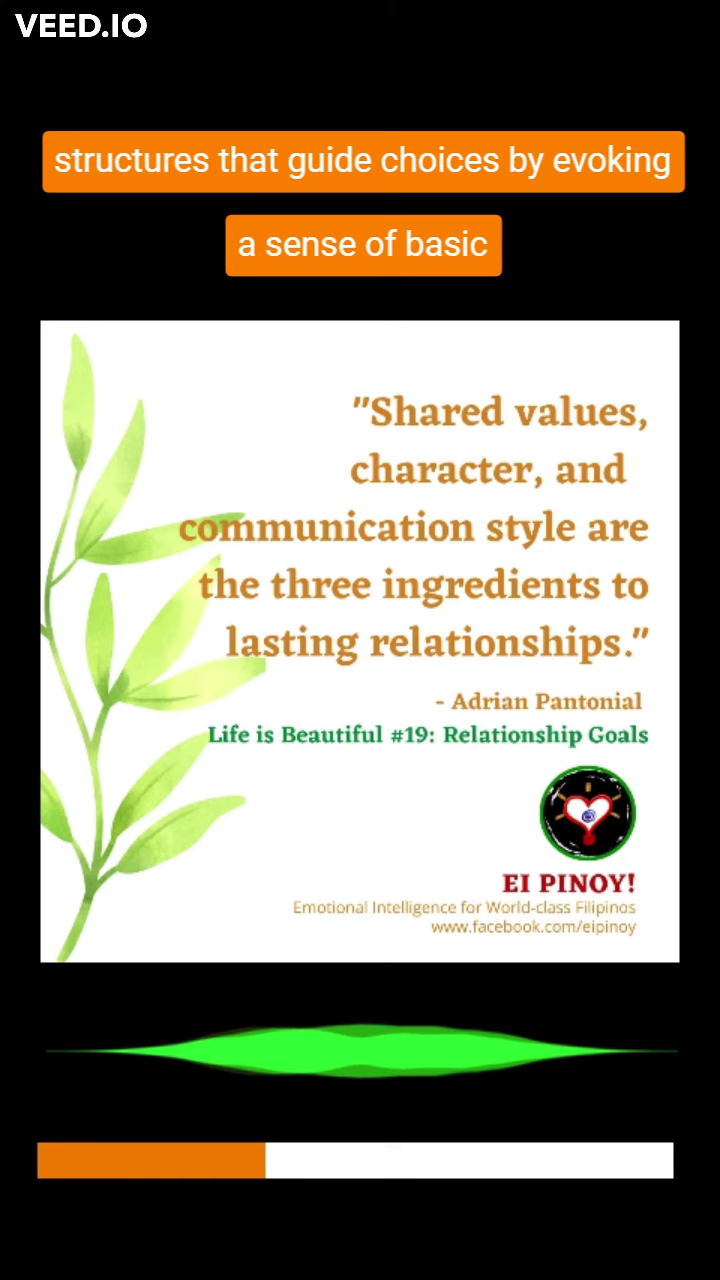 VEED.IO
structures that guide choices by evoking
a sense of basic
"Shared values,
character, and
communication style are
the three ingredients to
lasting relationships."
- Adrian Pantonial
Life is Beautiful #19: Relationship Goals
EI PINOY!
Emotional Intelligence for World-class Filipinos
www.facebook.com/eipinoy